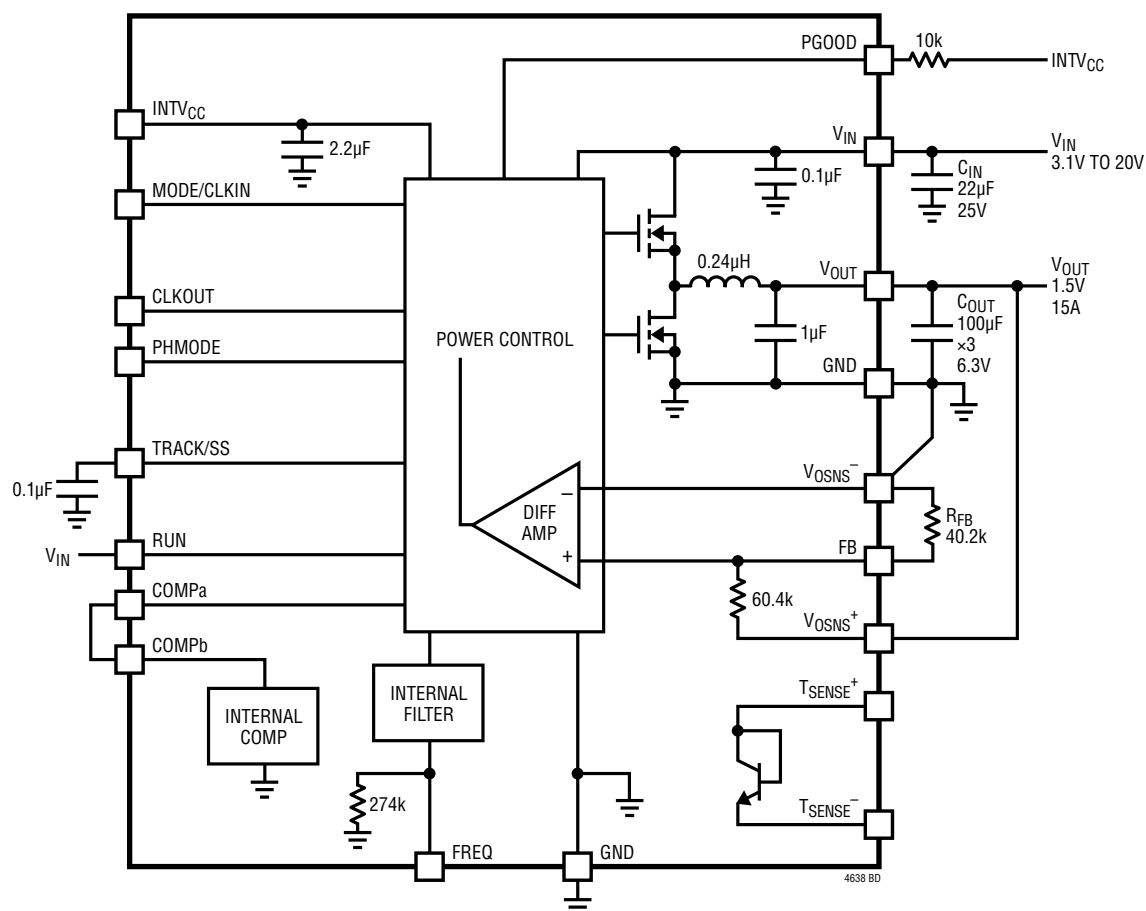 PGOOD
10k
INTVCC
INTVCC
2.2µF
VIN
VIN
3.1V TO 20V
0.1µF
CIN
22µF
25V
MODE/CLKIN
0.24µH
VOUT
VOUT
1.5V
15A
CLKOUT
COUT
100µF
×3
6.3V
1µF
POWER CONTROL
PHMODE
GND
TRACK/SS
0.1µF
VOSNS–
–
DIFF
AMP
+
RFB
40.2k
RUN
VIN
FB
COMPa
60.4k
VOSNS+
COMPb
INTERNAL
COMP
INTERNAL
FILTER
TSENSE+
274k
TSENSE–
FREQ
GND
4638 BD